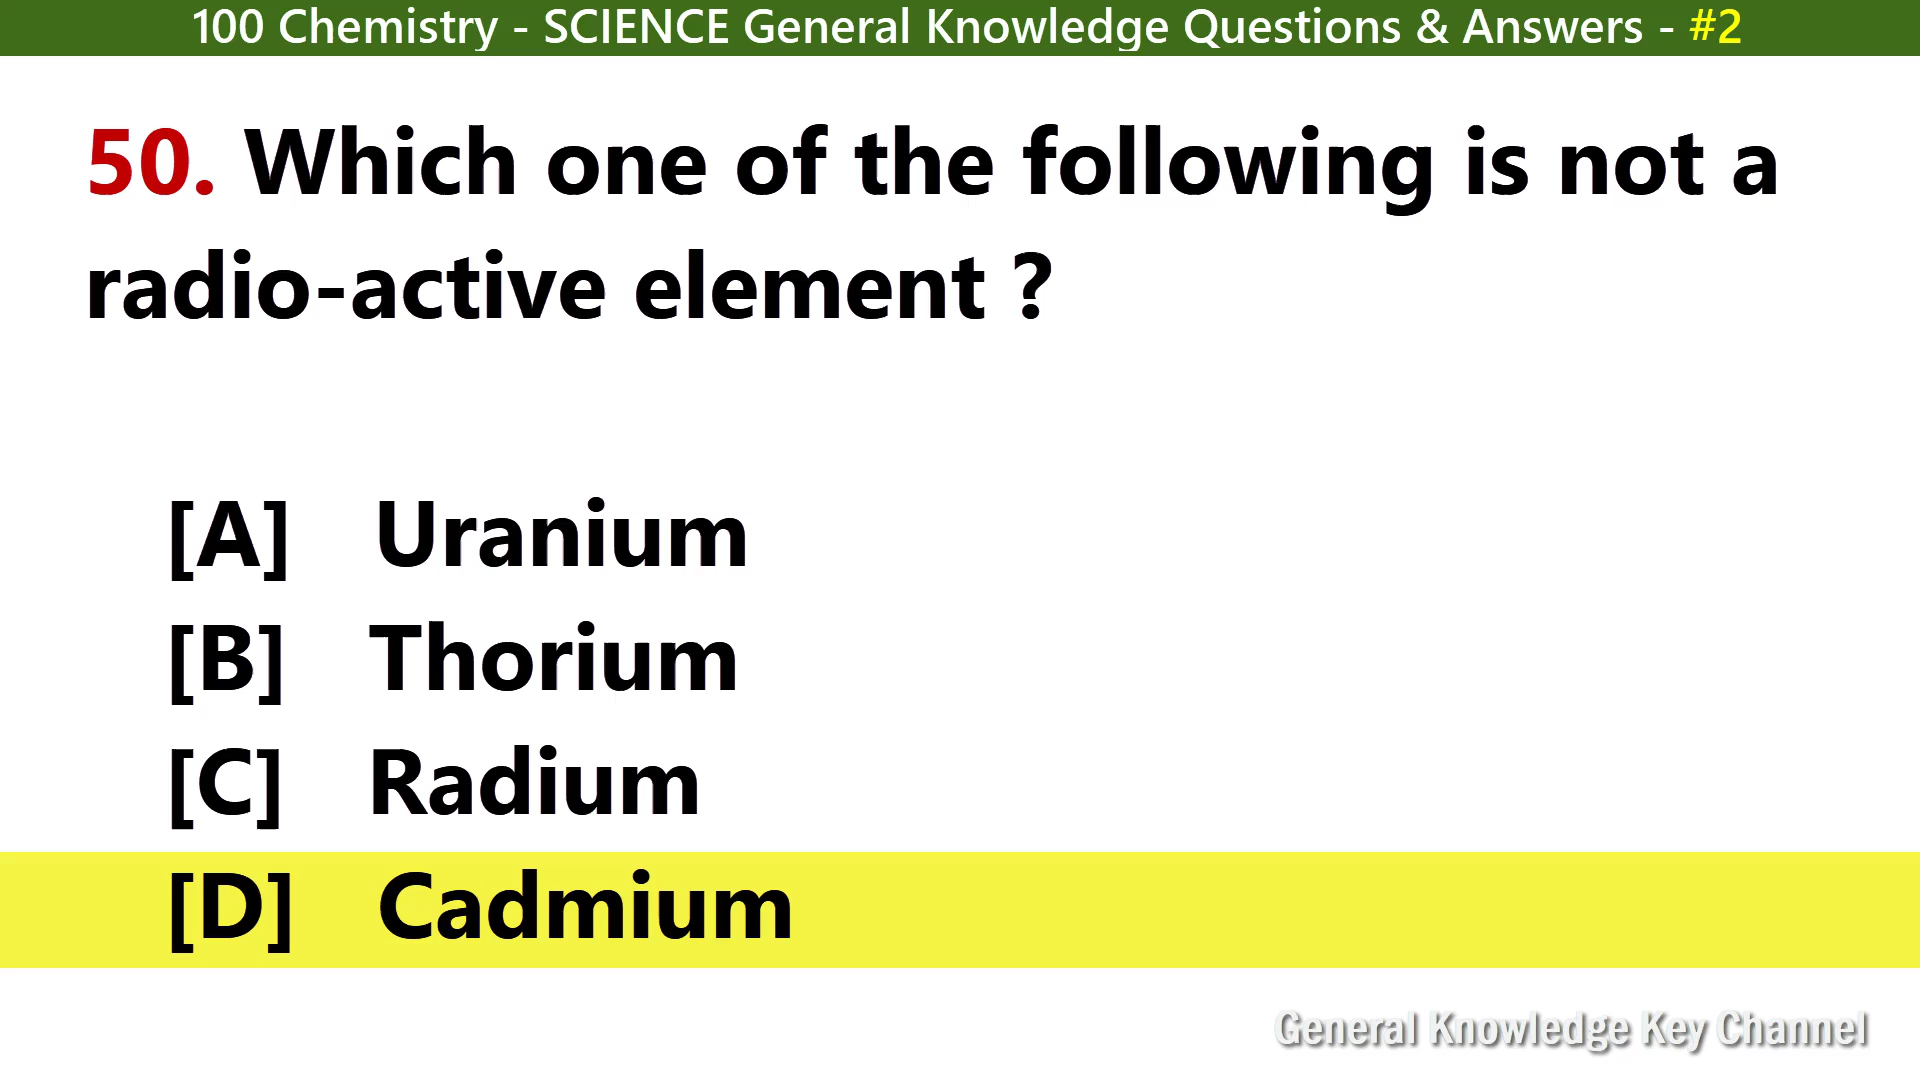 100 Chemistry - SCIENCE General Knowledge Questions & Answers - #2
50. Which one of the following is not a
radio-active element ?
[A] Uranium
[B] Thorium
[C] Radium
[D] Cadmium
General Knowledge Key Channel